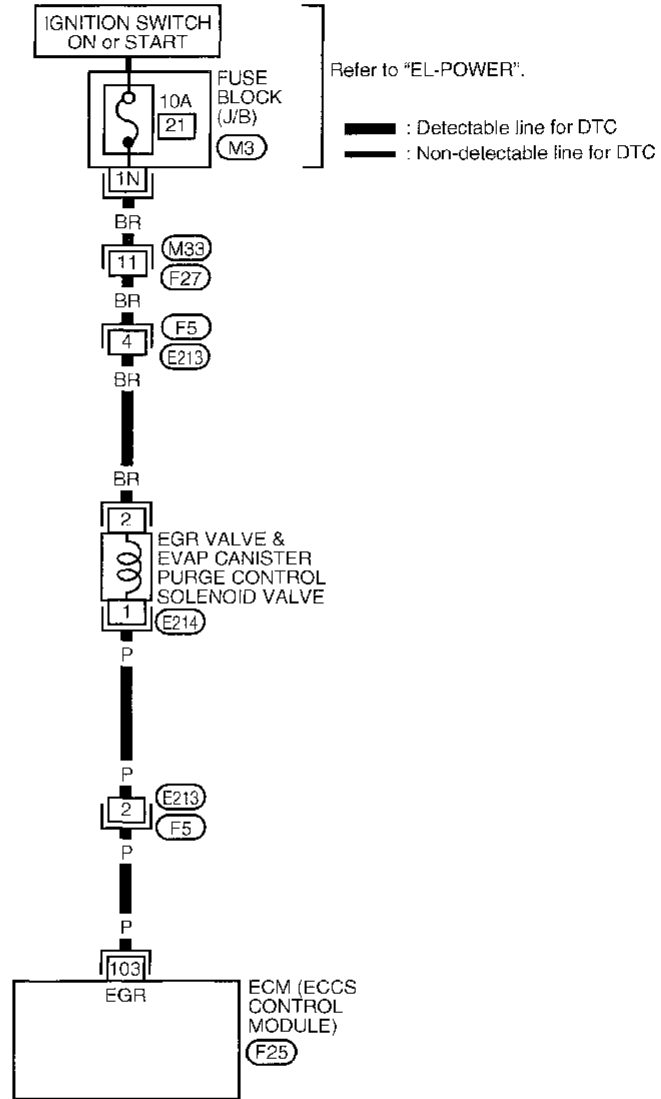 IGNITION SWITCH
ON or START
FUSE
BLOCK
(J/B)
10A
21
M3
Refer to "EL-POWER".
: Detectable line for DTC
: Non-detectable line for DTC
1N
BR
11
M33
F27
BR
4
F5
E213
BR
BR
2
EGR VALVE &
EVAP CANISTER
PURGE CONTROL
SOLENOID VALVE
1
E214
P
P
2
E213
F5
P
P
103
EGR
ECM (ECCS
CONTROL
MODULE)
F25